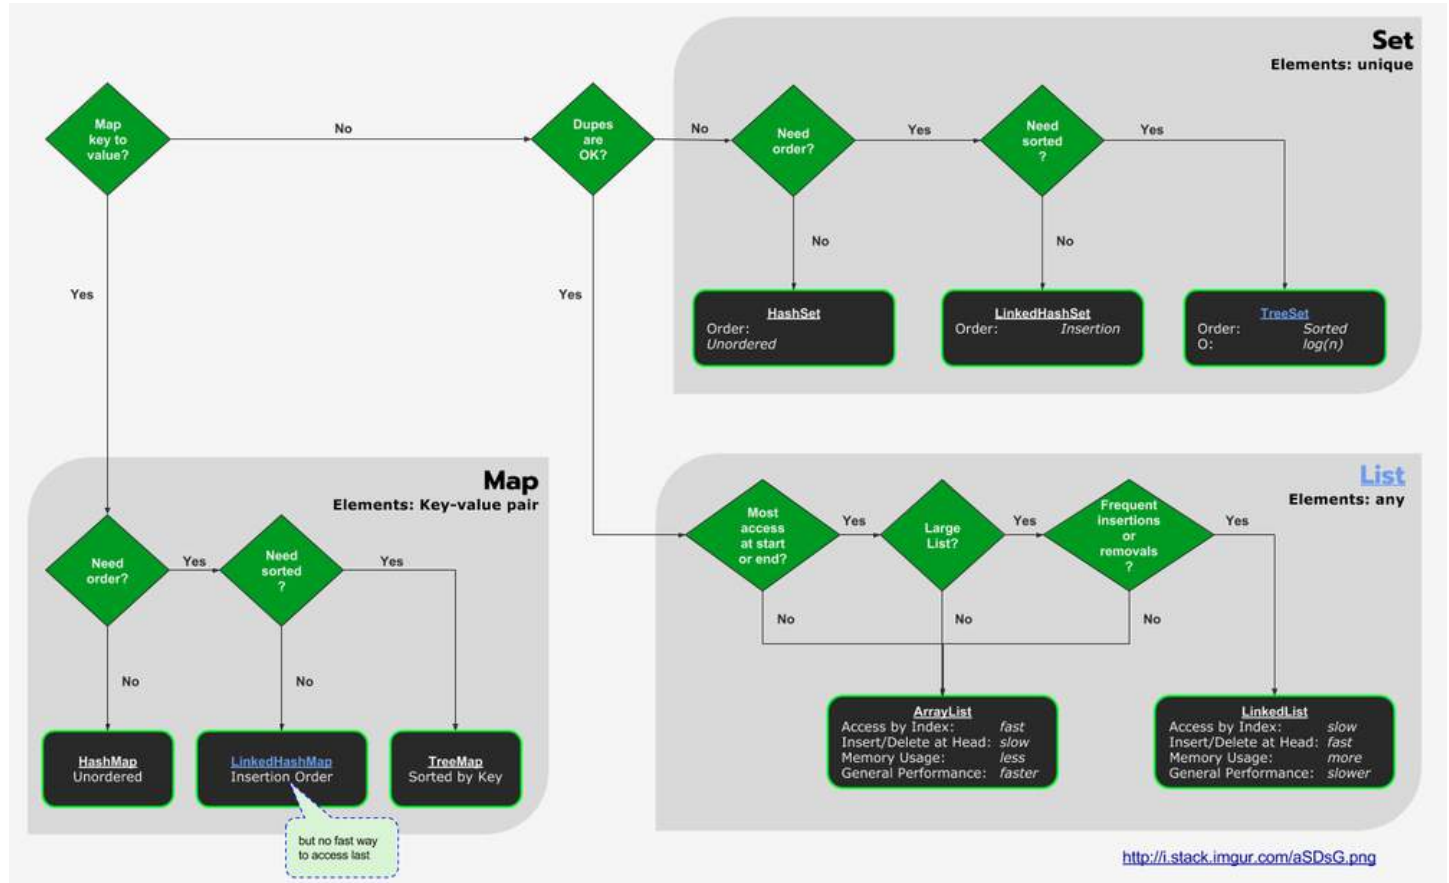 Set
Elements: unique
Map
key to
value?
No
Dupes
are
OK?
No
Need
order?
Yes
Need
sorted
?
Yes
No
No
Yes
Yes
HashSet
Order:
Unordered
LinkedHashSet
Order: Insertion
TreeSet
Order: Sorted
O: log(n)
Map
Elements: Key-value pair
Need
order?
Yes
Need
sorted
?
Yes
No
No
HashMap
Unordered
LinkedHashMap
Insertion Order
TreeMap
Sorted by Key
but no fast way
to access last
List
Elements: any
Most
access
at start
or end?
Yes
Large
List?
Yes
Frequent
insertions
or
removals
?
Yes
No
No
No
ArrayList
Access by Index: fast
Insert/Delete at Head: slow
Memory Usage: less
General Performance: faster
LinkedList
Access by Index: slow
Insert/Delete at Head: fast
Memory Usage: more
General Performance: slower
http://i.stack.imgur.com/aSDsG.png